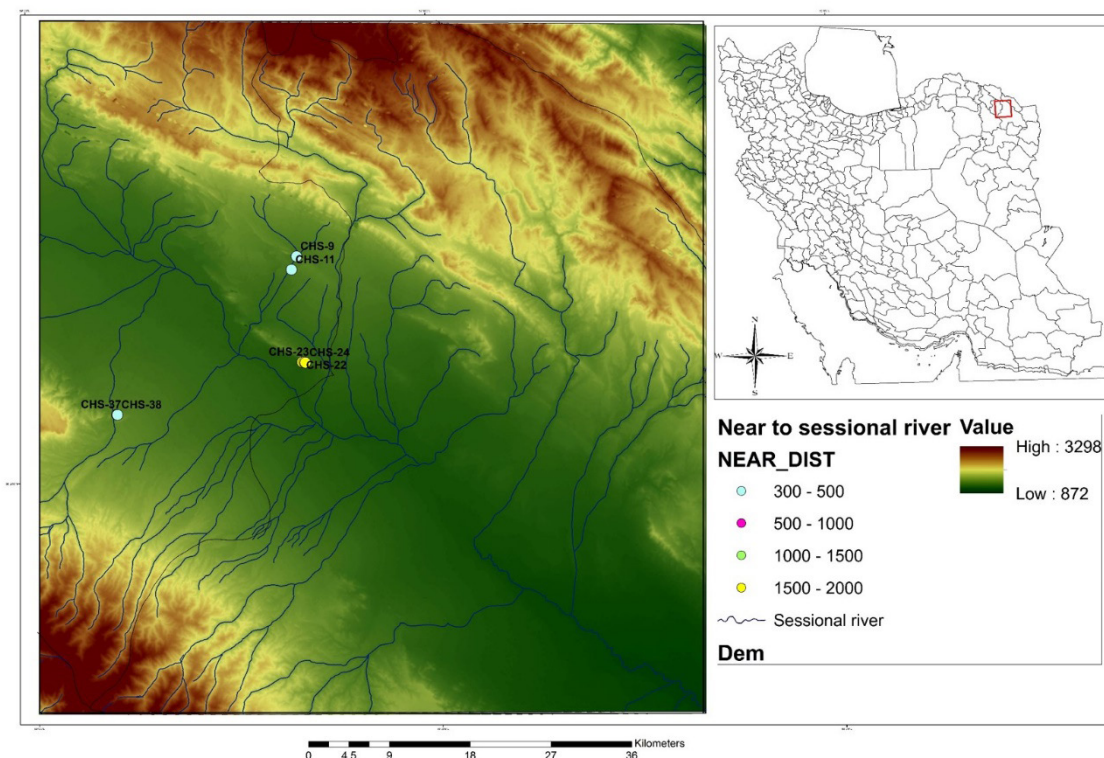 CHS-9
CHS-11
CHS-23CHS-24
CHS-22
CHS-37CHS-38
N
W E
S
Near to sessional river Value
NEAR_DIST
High : 3298
Low : 872
300 - 500
500 - 1000
1000 - 1500
1500 - 2000
Sessional river
Dem
Kilometers
0 4.5 9 18 27 36